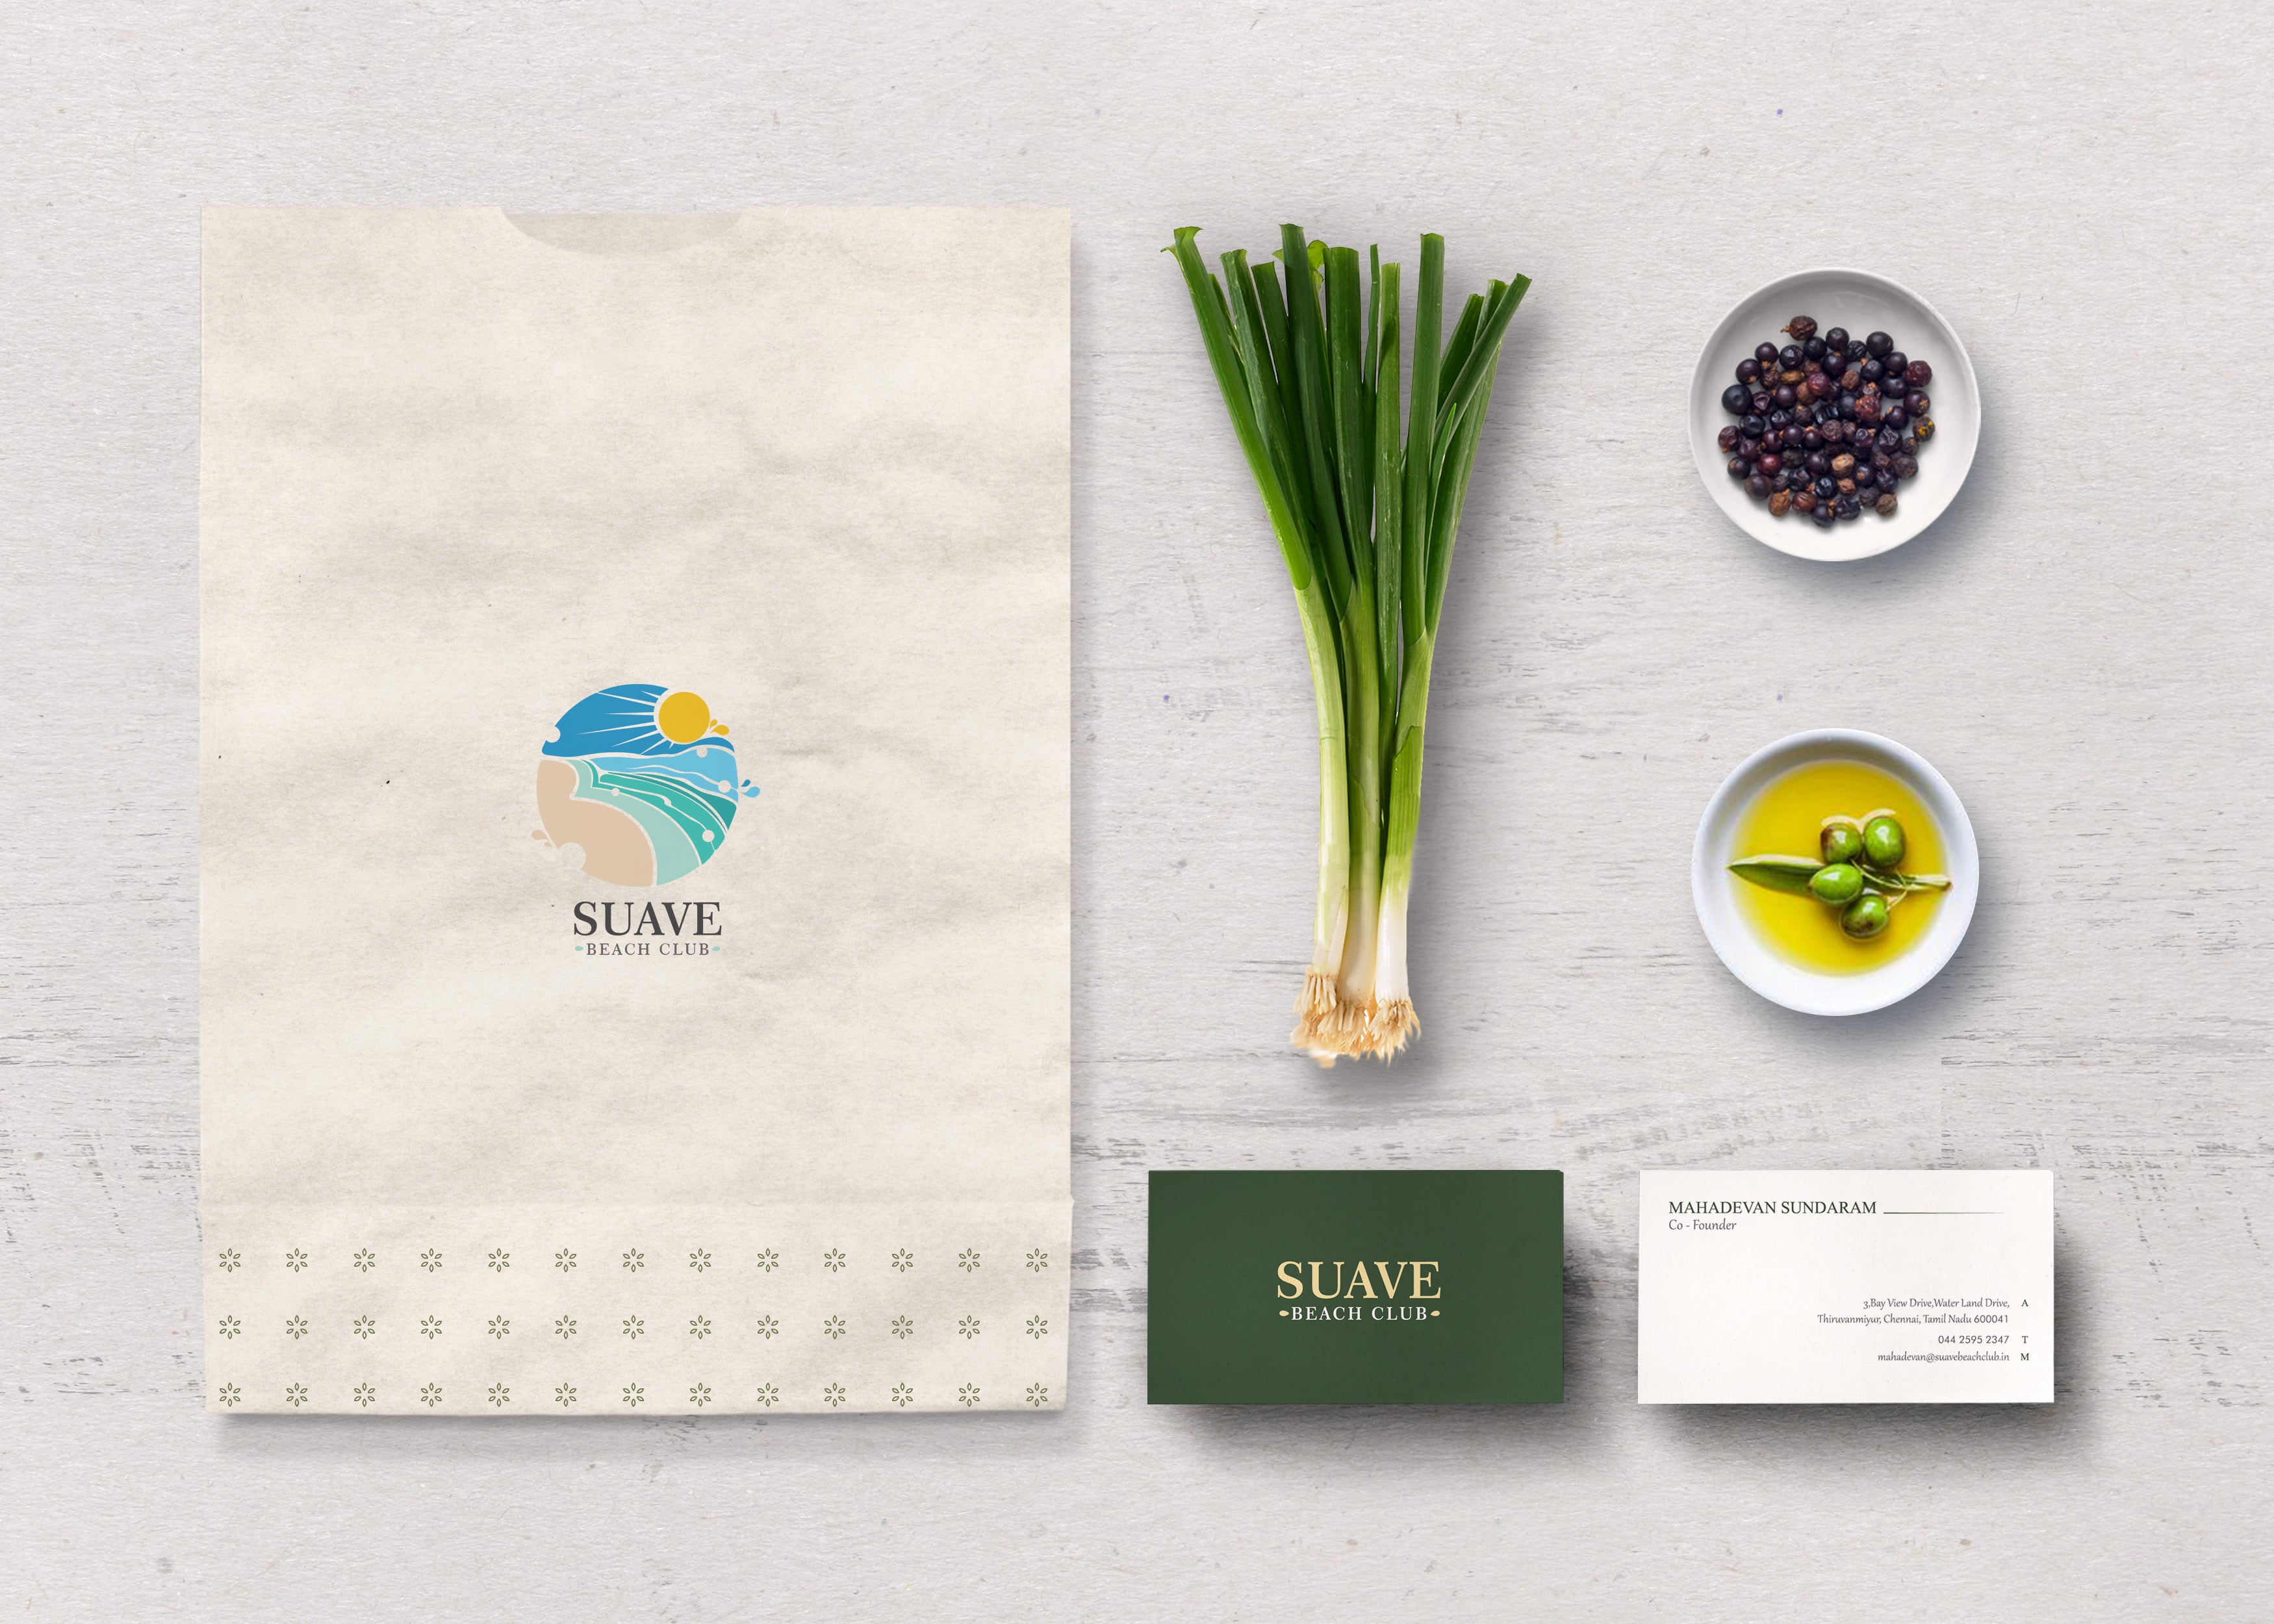 SUAVE
BEACH CLUB
SUAVE
BEACH CLUB
MAHADEVAN SUNDARAM
Co - Founder
3,Bay View Drive,Water Land Drive, A
Thiruvanmiyur, Chennai, Tamil Nadu 600041
044 2595 2347 T
mahadevan@suavebeachclub.in M